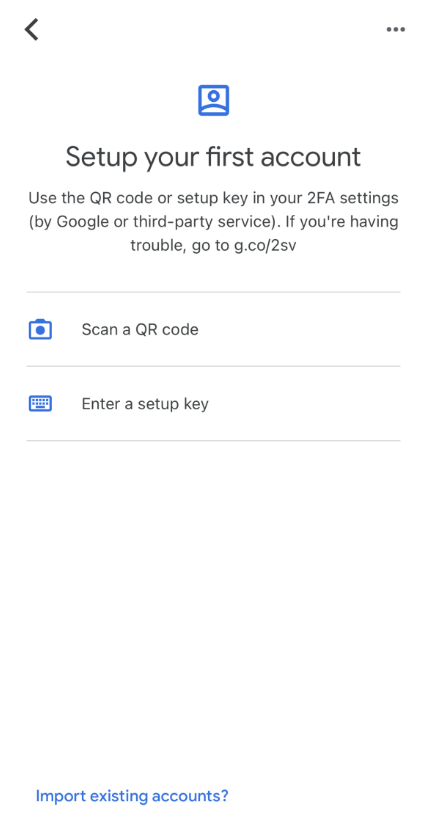 Setup your first account
Use the QR code or setup key in your 2FA settings
(by Google or third-party service). If you're having
trouble, go to g.co/2sv
Scan a QR code
Enter a setup key
Import existing accounts?